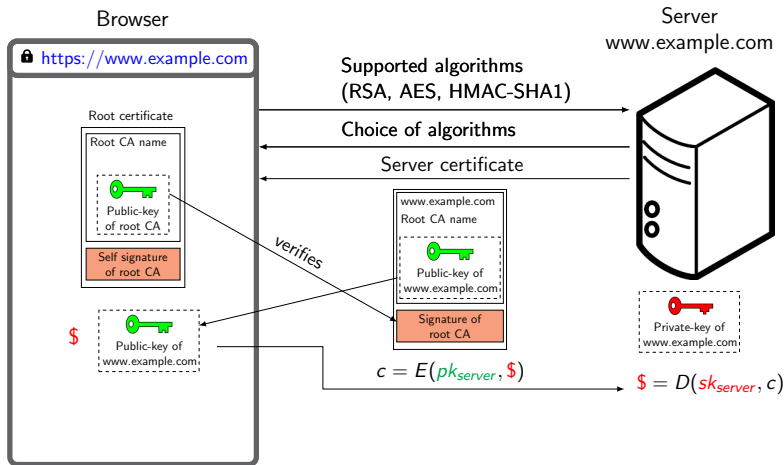 Browser
Server
www.example.com
https://www.example.com
Supported algorithms
(RSA, AES, HMAC-SHA1)
Choice of algorithms
Server certificate
Root certificate
Root CA name
Public-key
of root CA
Self signature
of root CA
verifies
www.example.com
Root CA name
Public-key of
www.example.com
Signature of
root CA
$
Public-key of
www.example.com
Private-key of
www.example.com
c = E(pk_server, $)
$ = D(sk_server, c)